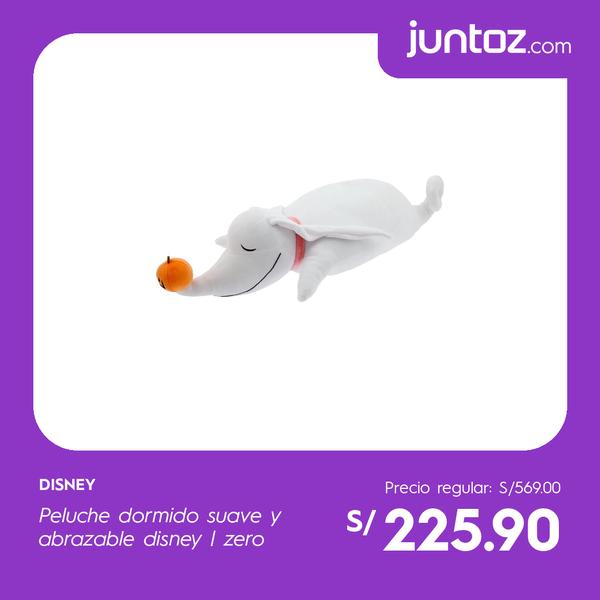 juntoz.com
DISNEY
Peluche dormido suave y
abrazable disney | zero
Precio regular: S/569.00
S/ 225.90